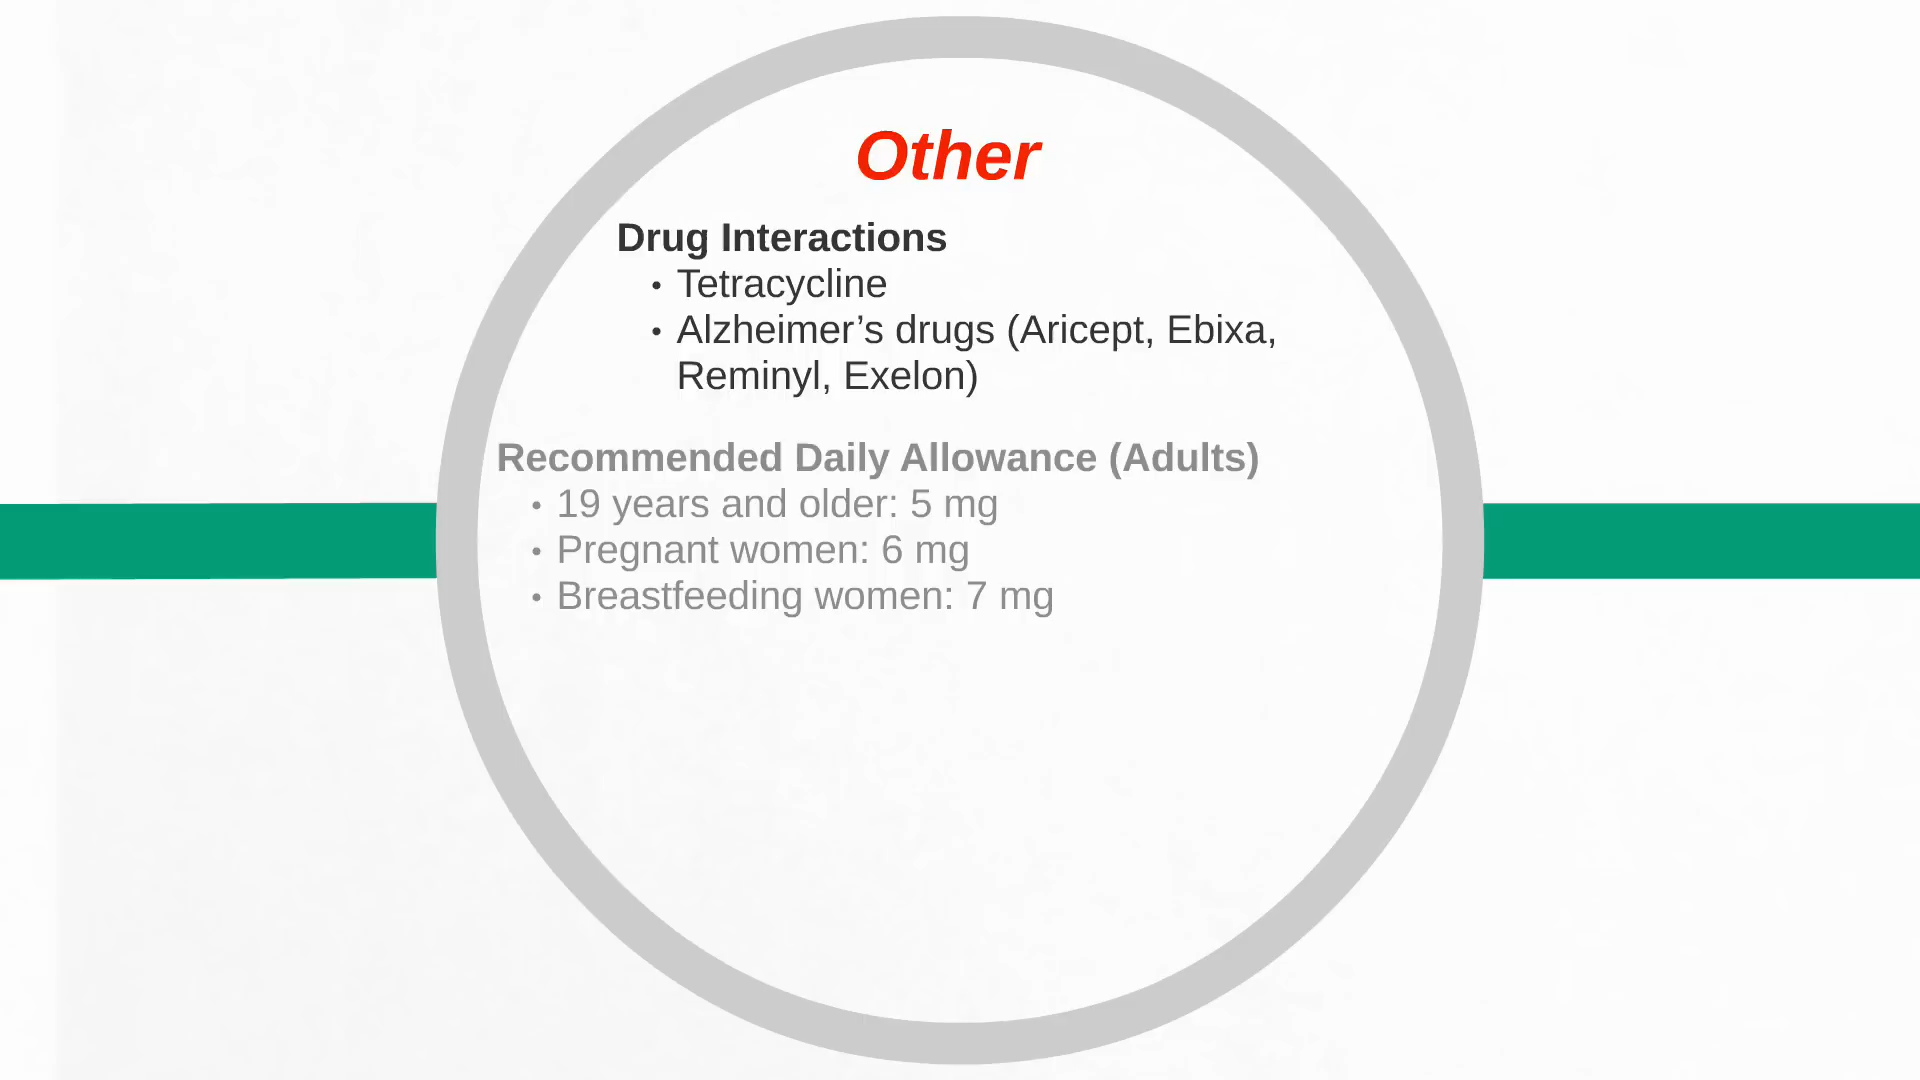 Other
Drug Interactions
• Tetracycline
• Alzheimer’s drugs (Aricept, Ebixa,
Reminyl, Exelon)
Recommended Daily Allowance (Adults)
• 19 years and older: 5 mg
• Pregnant women: 6 mg
• Breastfeeding women: 7 mg